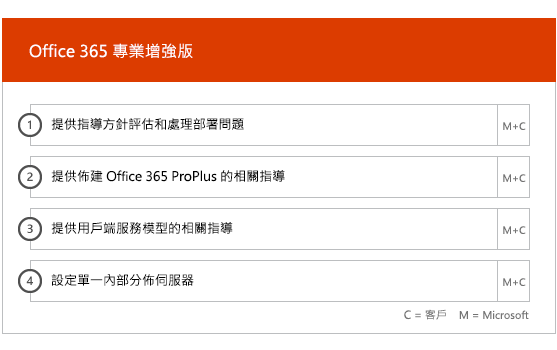 Office 365 專業增強版
1 提供指導方針評估和處理部署問題 M+C
2 提供佈建 Office 365 ProPlus 的相關指導 M+C
3 提供用戶端服務模型的相關指導 M+C
4 設定單一內部分佈伺服器 M+C
C = 客戶 M = Microsoft